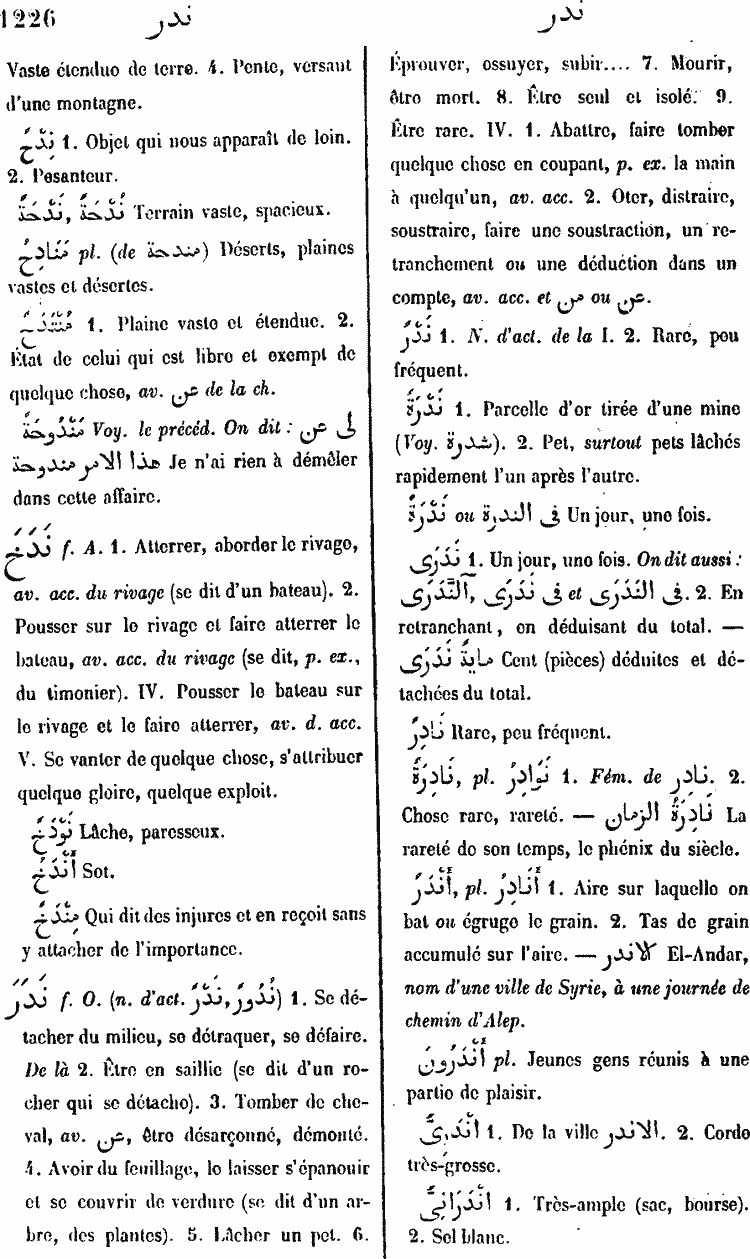 1226 ندر
ندر
Vaste étendue de terre. 4. Pente, versant
d'une montagne.
نِدْحٌ 1. Objet qui nous apparaît de loin.
2. Pesanteur.
نَدْحَةٌ, نُدْحَةٌ Terrain vaste, spacieux.
مَنَادِحُ pl. (de مندحة) Déserts, plaines
vastes et désertes.
مُنْتَدَحٌ 1. Plaine vaste et étendue. 2.
État de celui qui est libre et exempt de
quelque chose, av. عن de la ch.
مَنْدُوحَةٌ Voy. le précéd. On dit : لى عن
هذا الامر مندوحة Je n'ai rien à démêler
dans cette affaire.
نَدَخَ f. A. 1. Atterrer, aborder le rivage,
av. acc. du rivage (se dit d'un bateau). 2.
Pousser sur le rivage et faire atterrer le
bateau, av. acc. du rivage (se dit, p. ex.,
du timonier). IV. Pousser le bateau sur
le rivage et le faire atterrer, av. d. acc.
V. Se vanter de quelque chose, s'attribuer
quelque gloire, quelque exploit.
نَوْدَخٌ Lâche, paresseux.
أَنْدَخُ Sot.
مِنْدَخٌ Qui dit des injures et en reçoit sans
y attacher de l'importance.
نَدَرَ f. O. (n. d'act. نَدْرٌ, نُدُورٌ) 1. Se dé-
tacher du milieu, se détraquer, se défaire.
De là 2. Être en saillie (se dit d'un ro-
cher qui se détache). 3. Tomber de che-
val, av. عن, être désarçonné, démonté.
4. Avoir du feuillage, le laisser s'épanouir
et se couvrir de verdure (se dit d'un ar-
bre, des plantes). 5. Lâcher un pet. 6.
Éprouver, essuyer, subir.... 7. Mourir,
être mort. 8. Être seul et isolé. 9.
Être rare. IV. 1. Abattre, faire tomber
quelque chose en coupant, p. ex. la main
à quelqu'un, av. acc. 2. Oter, distraire,
soustraire, faire une soustraction, un re-
tranchement ou une déduction dans un
compte, av. acc. et من ou عن.
نَدْرٌ 1. N. d'act. de la I. 2. Rare, peu
fréquent.
نَدْرَةٌ 1. Parcelle d'or tirée d'une mine
(Voy. شذرة). 2. Pet, surtout pets lâchés
rapidement l'un après l'autre.
نَدْرَةً ou فى الندرة Un jour, une fois.
نَدَرَى 1. Un jour, une fois. On dit aussi :
فى النَدْرَى et فى نَدَرَى, اَلنَّدَرَى. 2. En
retranchant, en déduisant du total. —
مايةٌ نَدَرَى Cent (pièces) déduites et dé-
tachées du total.
نَادِرٌ Rare, peu fréquent.
نَادِرَةٌ, pl. نَوَادِرُ 1. Fém. de نادر. 2.
Chose rare, rareté. — نَادِرَةُ الزمان La
rareté de son temps, le phénix du siècle.
أَنْدَرُ, pl. أَنَادِرُ 1. Aire sur laquelle on
bat ou égruge le grain. 2. Tas de grain
accumulé sur l'aire. — الاندر El-Andar,
nom d'une ville de Syrie, à une journée de
chemin d'Alep.
أَنْدَرُونَ pl. Jeunes gens réunis à une
partie de plaisir.
أَنْدَرِىٌّ 1. De la ville الاندر. 2. Corde
très-grosse.
أَنْدَرَانِىٌّ 1. Très-ample (sac, bourse).
2. Sel blanc.